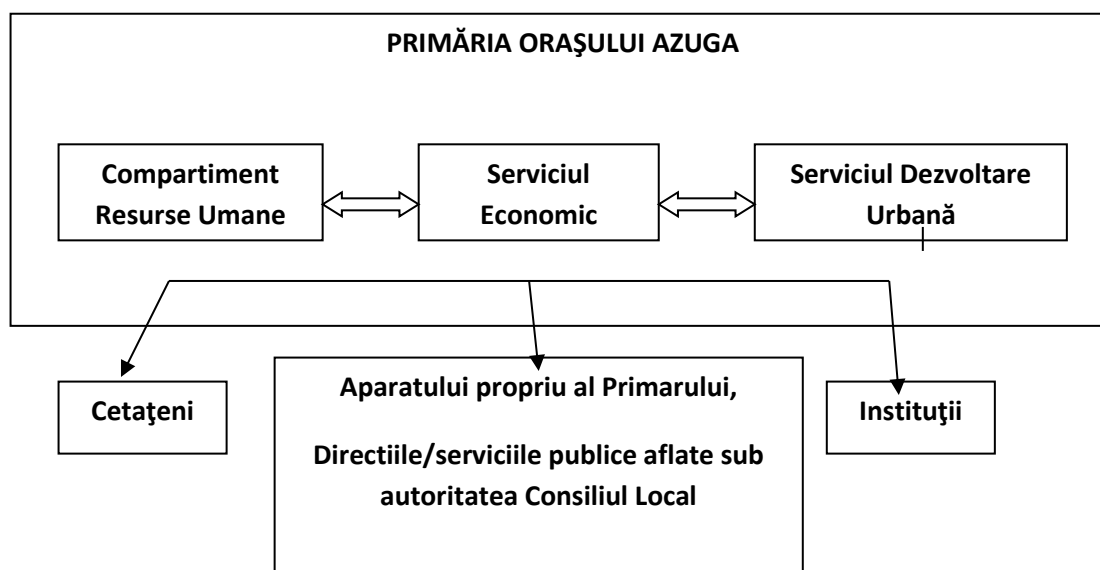 PRIMĂRIA ORAŞULUI AZUGA
Compartiment
Resurse Umane
Serviciul
Economic
Serviciul Dezvoltare
Urbană
Cetaţeni
Aparatului propriu al Primarului,
Directiile/serviciile publice aflate sub
autoritatea Consiliul Local
Instituţii